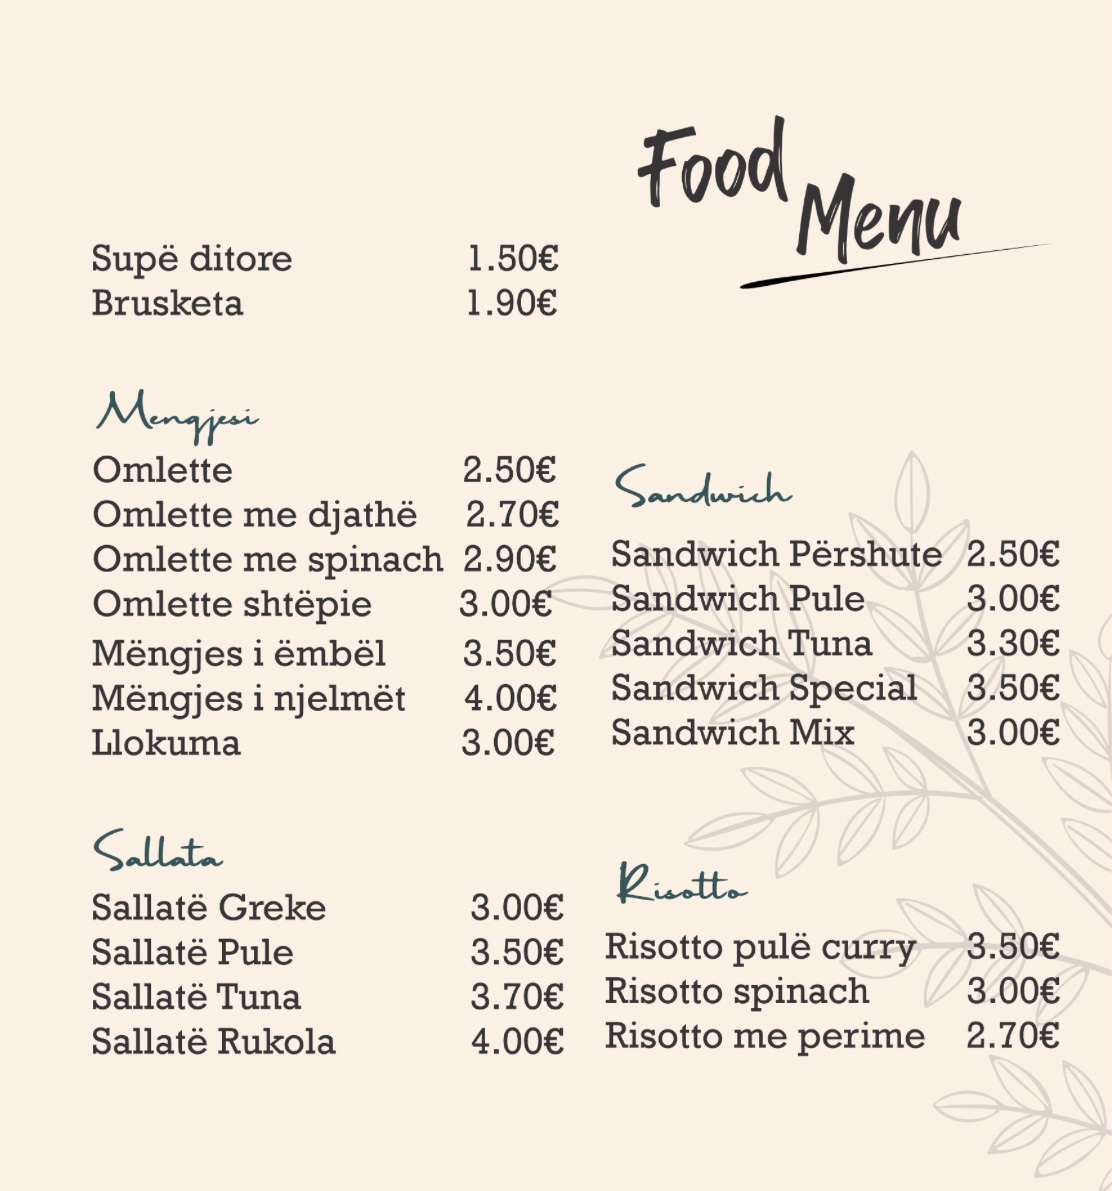 Food
Menu
Supë ditore 1.50€
Brusketa 1.90€
Mengjesi
Omlette 2.50€
Omlette me djathë 2.70€
Omlette me spinach 2.90€
Omlette shtëpie 3.00€
Mëngjes i ëmbël 3.50€
Mëngjes i njelmët 4.00€
Llokuma 3.00€
Sallata
Sallatë Greke 3.00€
Sallatë Pule 3.50€
Sallatë Tuna 3.70€
Sallatë Rukola 4.00€
Sandwich
Sandwich Përshute 2.50€
Sandwich Pule 3.00€
Sandwich Tuna 3.30€
Sandwich Special 3.50€
Sandwich Mix 3.00€
Risotto
Risotto pulë curry 3.50€
Risotto spinach 3.00€
Risotto me perime 2.70€